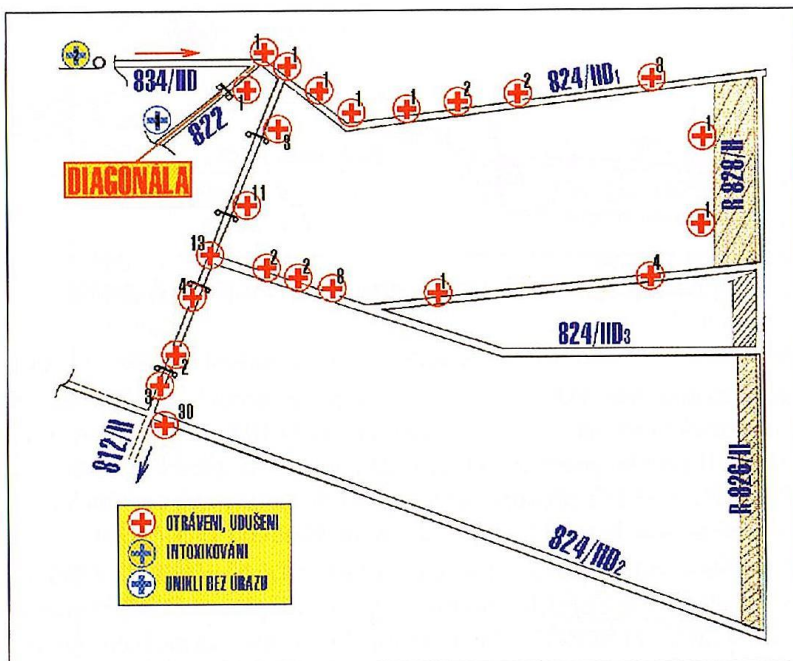 834/IID
822
DIAGONÁLA
1
1
1
1
1
1
2
2
3
824/IID1
8
11
13
4
2
3
30
2
2
8
1
4
1
1
R 828/II
824/IID3
R 826/II
812/II
824/IID2
OTRÁVENI, UDUŠENI
INTOXIKOVÁNI
UNIKLI BEZ ÚRAZU